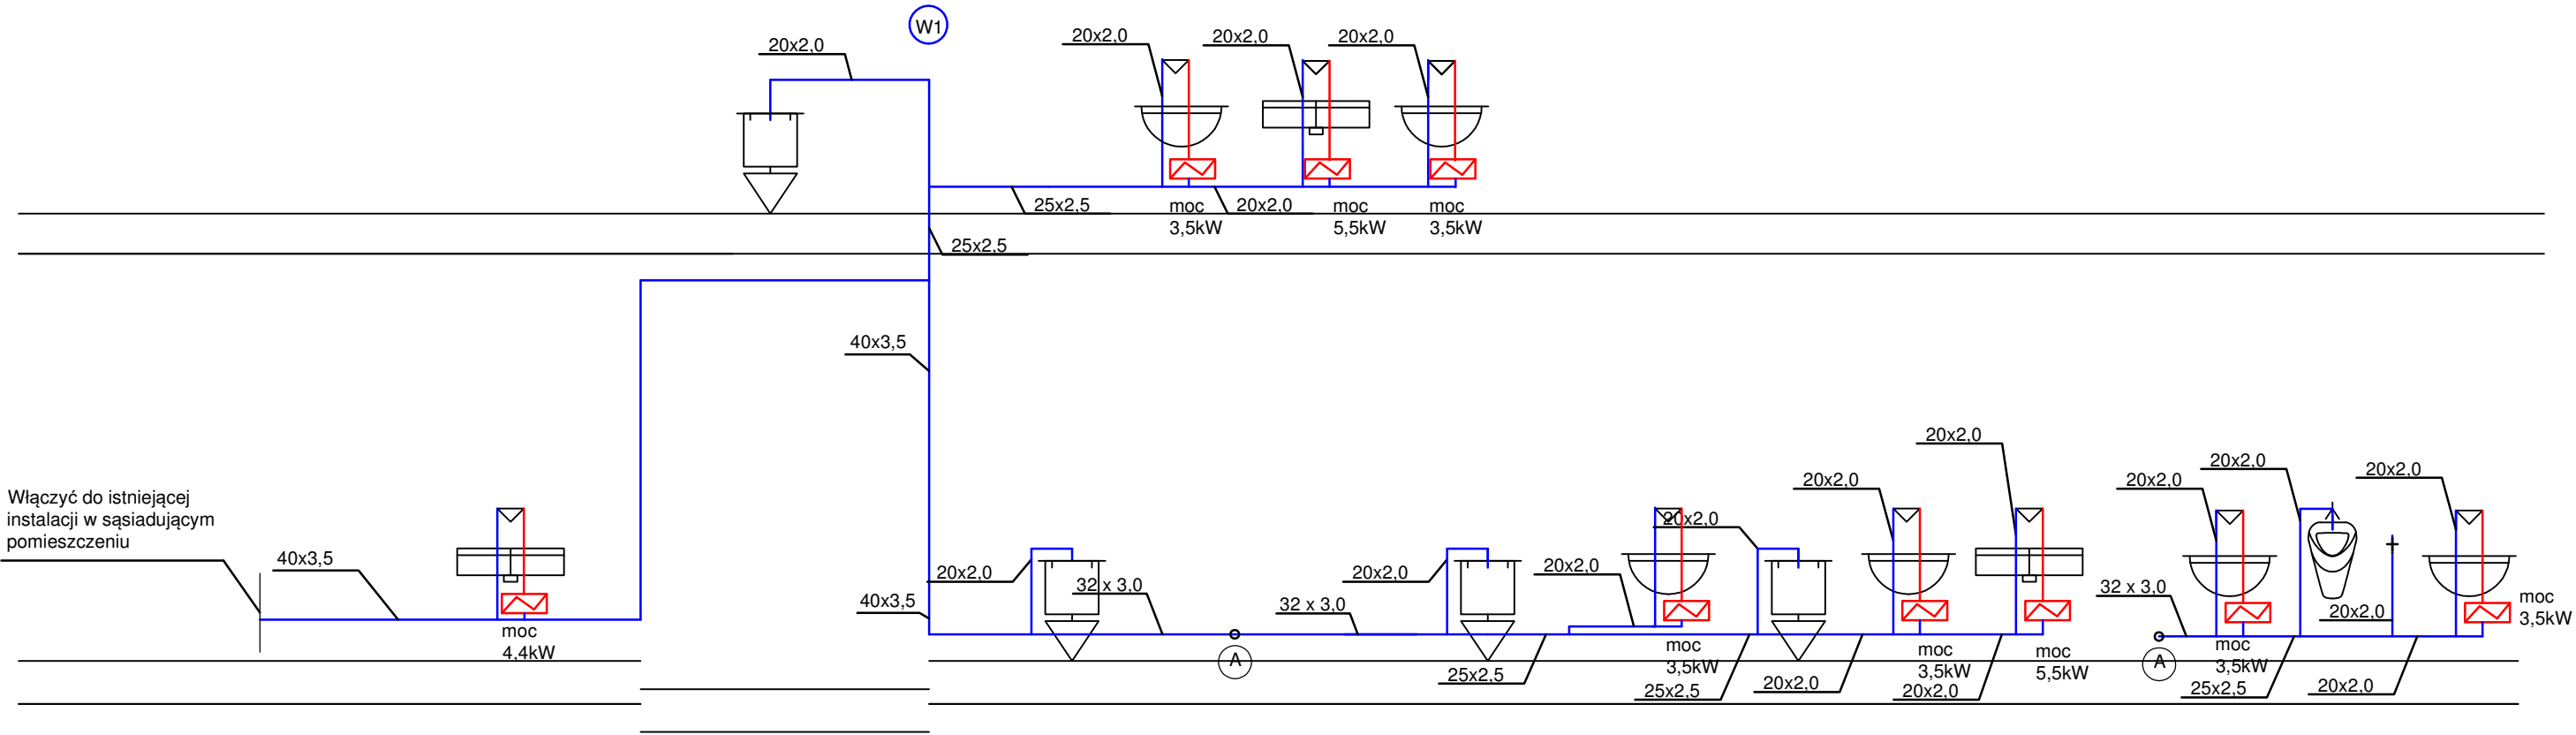 W1
20x2,0
20x2,0
20x2,0
20x2,0
25x2,5
20x2,0
moc
3,5kW
moc
5,5kW
moc
3,5kW
25x2,5
40x3,5
Włączyć do istniejącej
instalacji w sąsiadującym
pomieszczeniu
40x3,5
moc
4,4kW
40x3,5
20x2,0
32 x 3,0
32 x 3,0
A
20x2,0
20x2,0
20x2,0
20x2,0
20x2,0
25x2,5
moc
3,5kW
25x2,5
20x2,0
moc
3,5kW
20x2,0
moc
5,5kW
20x2,0
20x2,0
20x2,0
32 x 3,0
20x2,0
A
moc
3,5kW
25x2,5
20x2,0
moc
3,5kW